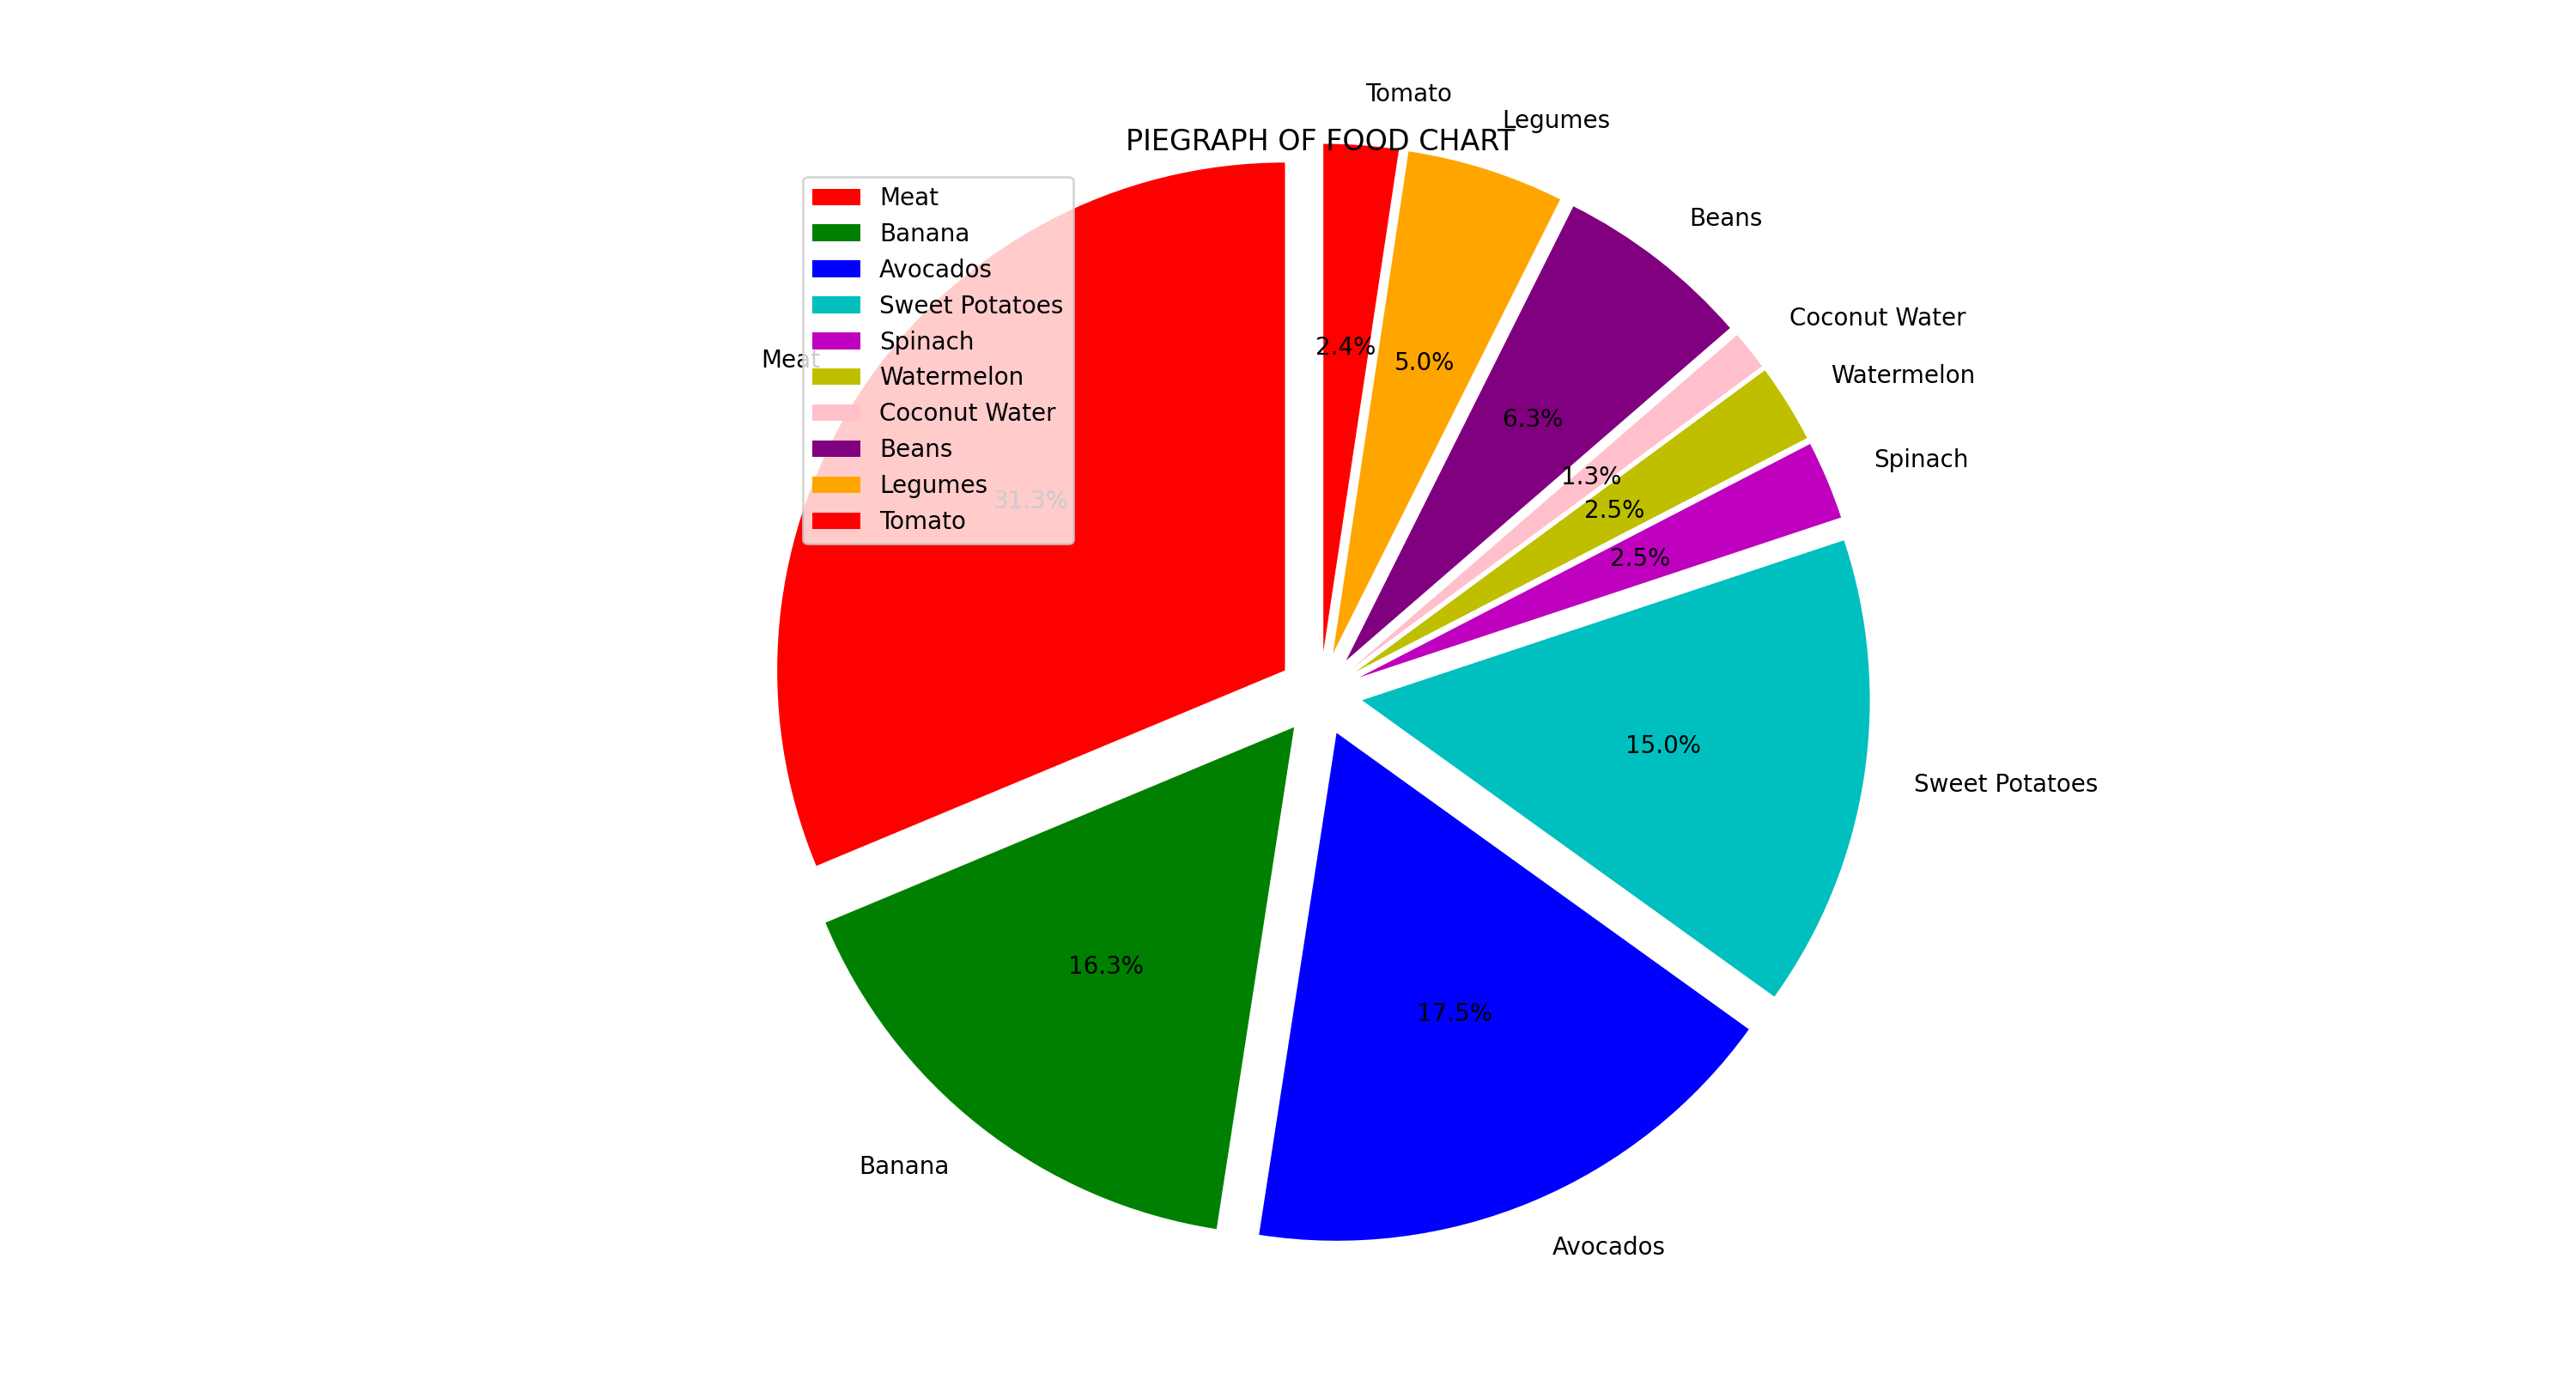 Tomato
Legumes
PIEGRAPH OF FOOD CHART
Meat
Banana
Avocados
Sweet Potatoes
Spinach
Watermelon
Coconut Water
Beans
Legumes
Tomato
Beans
Coconut Water
Watermelon
Spinach
Sweet Potatoes
Avocados
Banana
Meat
2.4%
5.0%
6.3%
1.3%
2.5%
2.5%
15.0%
17.5%
16.3%
31.3%